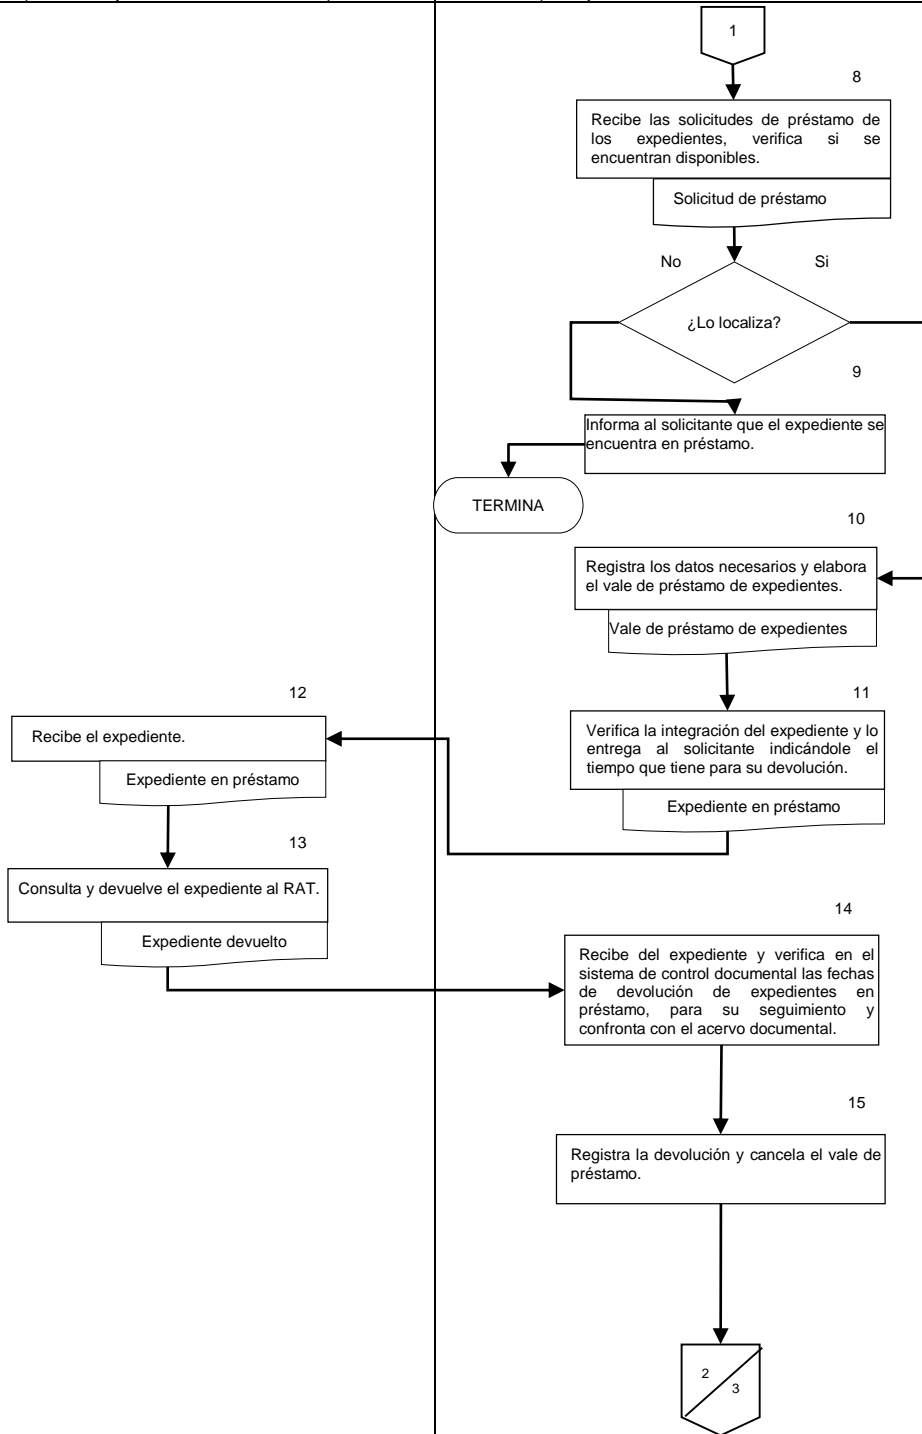 1
8
Recibe las solicitudes de préstamo de
los expedientes, verifica si se
encuentran disponibles.
Solicitud de préstamo
No
Si
¿Lo localiza?
9
Informa al solicitante que el expediente se
encuentra en préstamo.
TERMINA
10
Registra los datos necesarios y elabora
el vale de préstamo de expedientes.
Vale de préstamo de expedientes
11
Verifica la integración del expediente y lo
entrega al solicitante indicándole el
tiempo que tiene para su devolución.
Expediente en préstamo
12
Recibe el expediente.
Expediente en préstamo
13
Consulta y devuelve el expediente al RAT.
Expediente devuelto
14
Recibe del expediente y verifica en el
sistema de control documental las fechas
de devolución de expedientes en
préstamo, para su seguimiento y
confronta con el acervo documental.
15
Registra la devolución y cancela el vale de
préstamo.
2
3